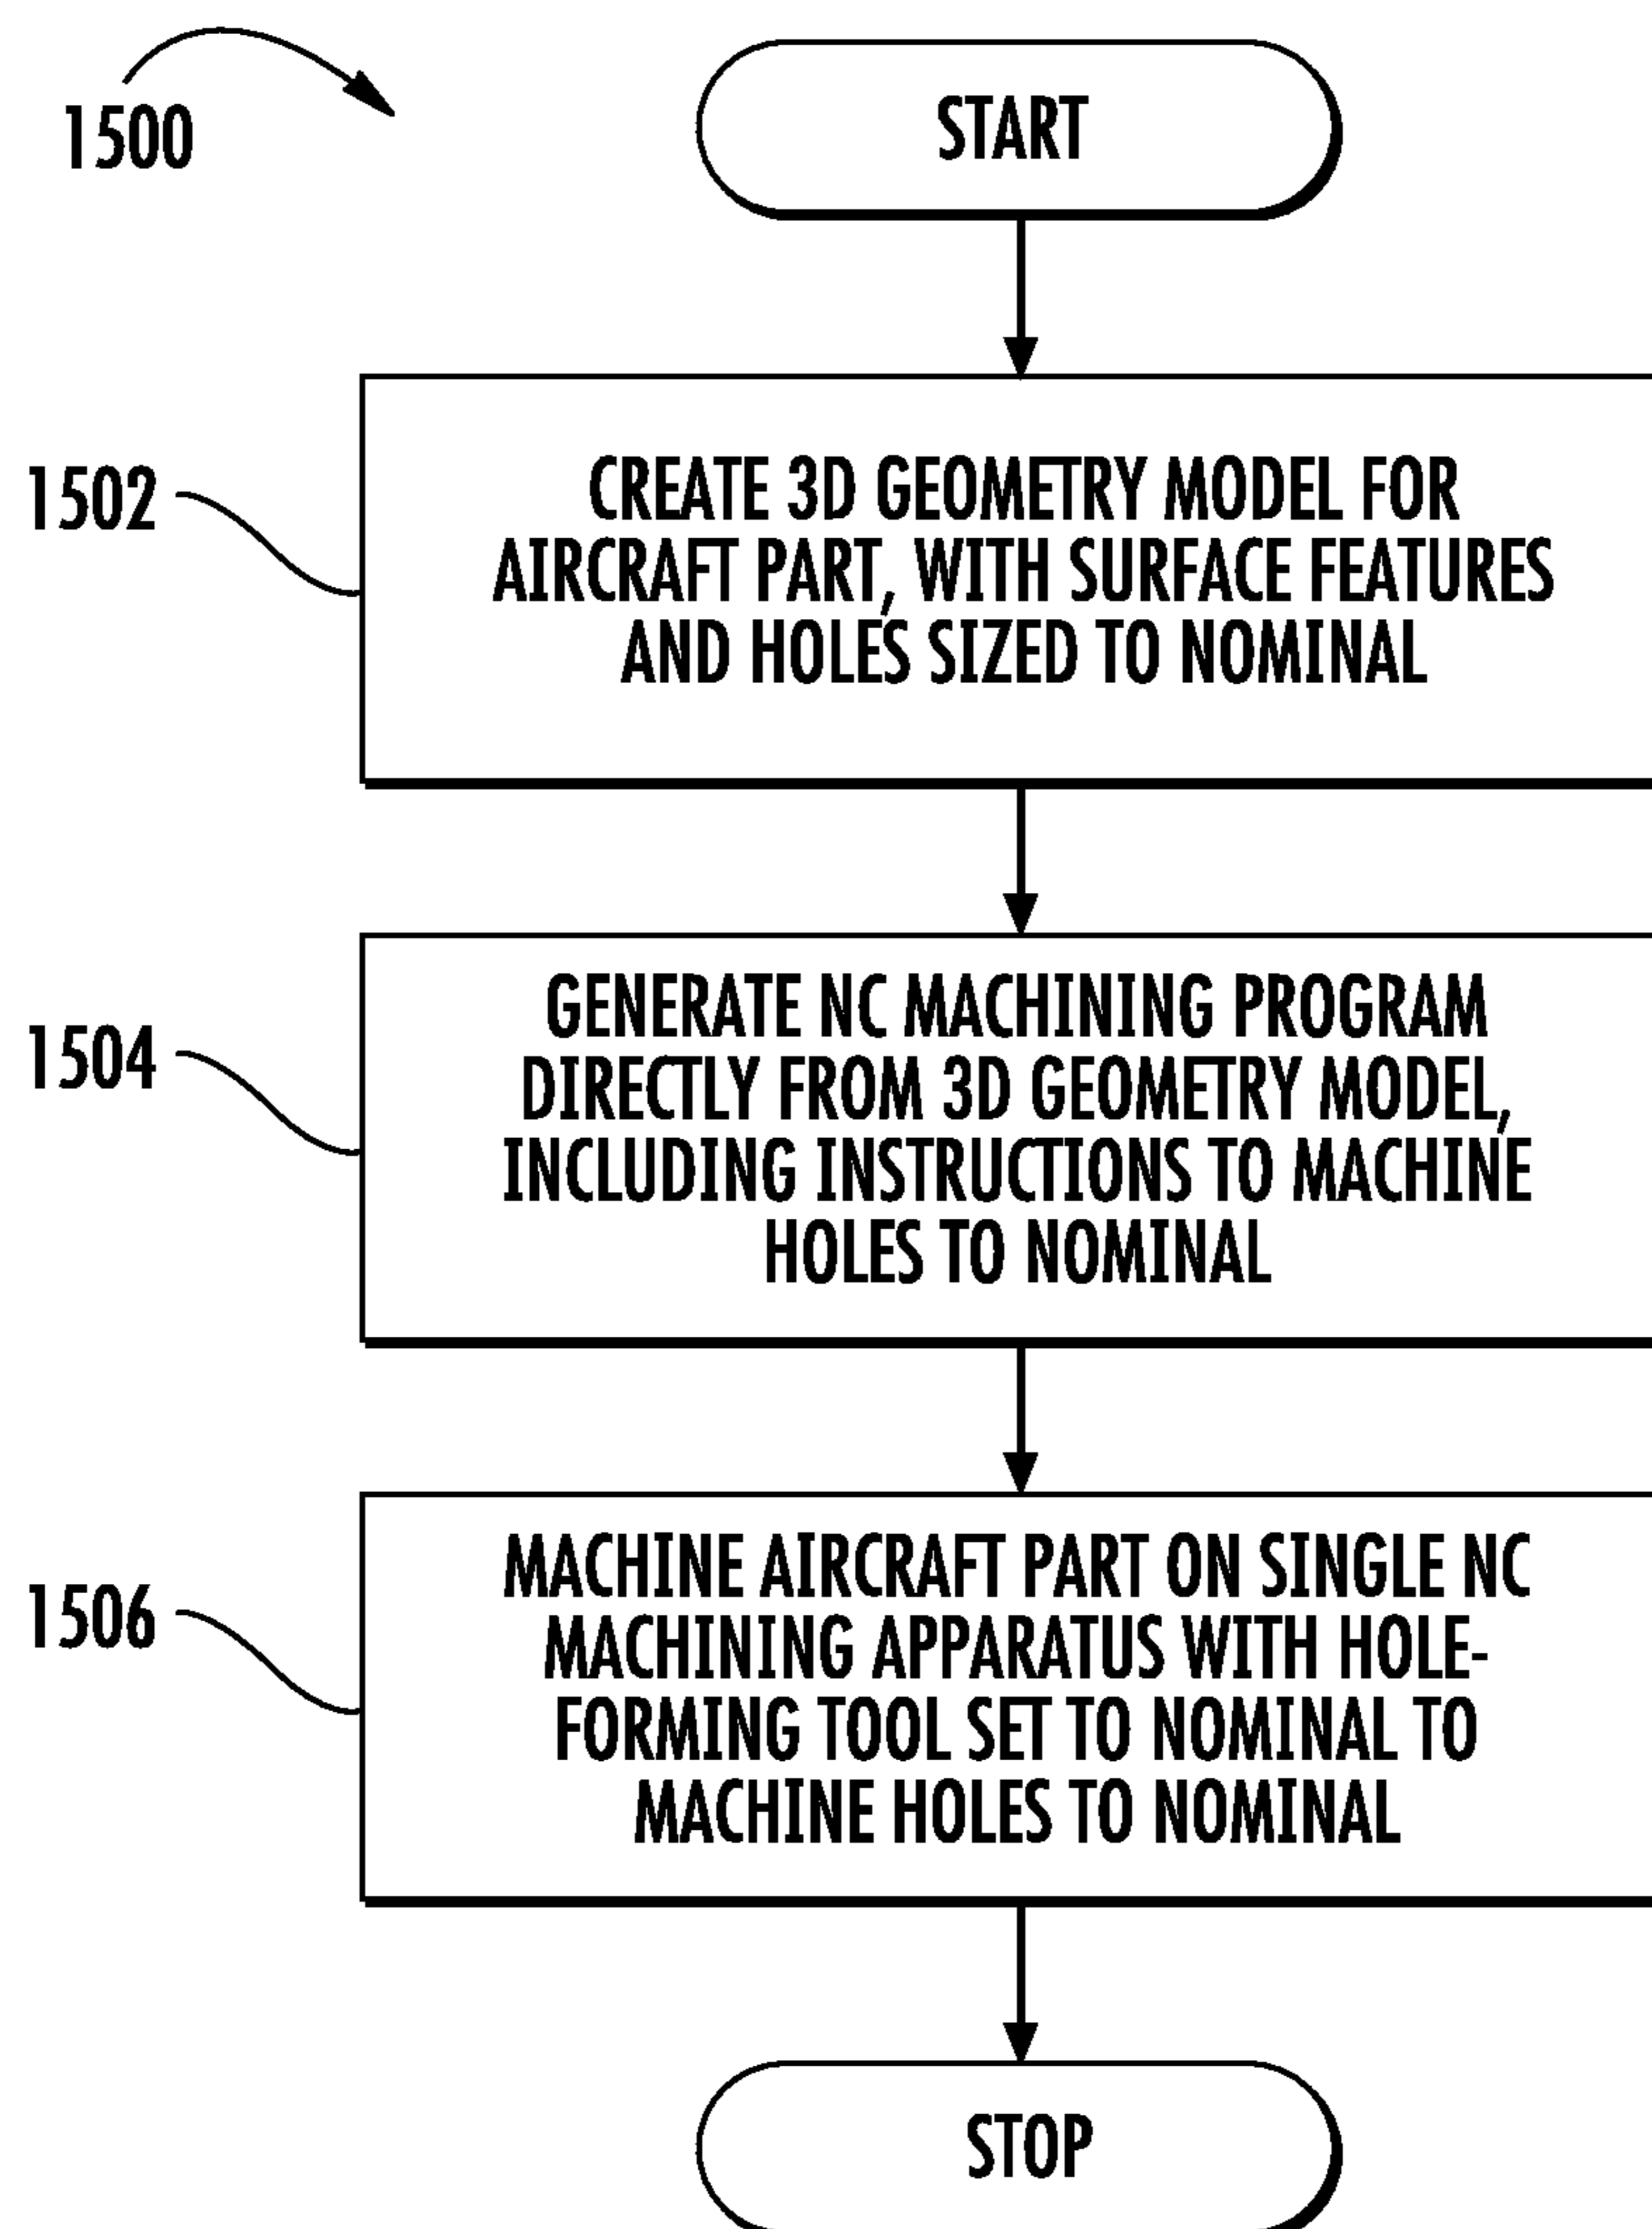 1500
START
1502
CREATE 3D GEOMETRY MODEL FOR
AIRCRAFT PART, WITH SURFACE FEATURES
AND HOLES SIZED TO NOMINAL
1504
GENERATE NC MACHINING PROGRAM
DIRECTLY FROM 3D GEOMETRY MODEL,
INCLUDING INSTRUCTIONS TO MACHINE
HOLES TO NOMINAL
1506
MACHINE AIRCRAFT PART ON SINGLE NC
MACHINING APPARATUS WITH HOLE-
FORMING TOOL SET TO NOMINAL TO
MACHINE HOLES TO NOMINAL
STOP